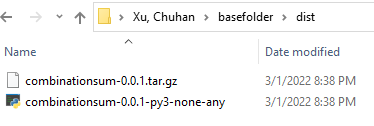 Xu, Chuhan > basefolder > dist
Name Date modified
combinationsum-0.0.1.tar.gz 3/1/2022 8:38 PM
combinationsum-0.0.1-py3-none-any 3/1/2022 8:38 PM